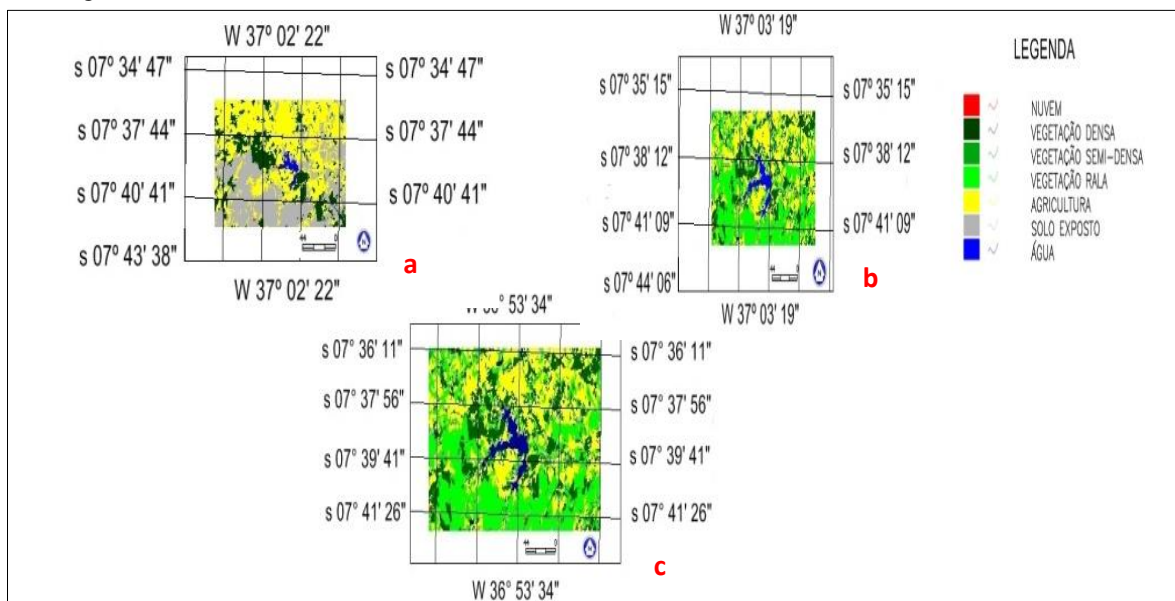 W 37º 02' 22"
s 07º 34' 47" s 07º 34' 47"
s 07º 37' 44" s 07º 37' 44"
s 07º 40' 41" s 07º 40' 41"
s 07º 43' 38"
a
W 37º 02' 22"
W 37º 03' 19"
s 07º 35' 15" s 07º 35' 15"
s 07º 38' 12" s 07º 38' 12"
s 07º 41' 09" s 07º 41' 09"
s 07º 44' 06"
b
W 37º 03' 19"
LEGENDA
NUVEM
VEGETAÇÃO DENSA
VEGETAÇÃO SEMI-DENSA
VEGETAÇÃO RALA
AGRICULTURA
SOLO EXPOSTO
ÁGUA
53' 34"
s 07° 36' 11" s 07° 36' 11"
s 07° 37' 56" s 07° 37' 56"
s 07° 39' 41" s 07° 39' 41"
s 07° 41' 26" s 07° 41' 26"
c
W 36° 53' 34"